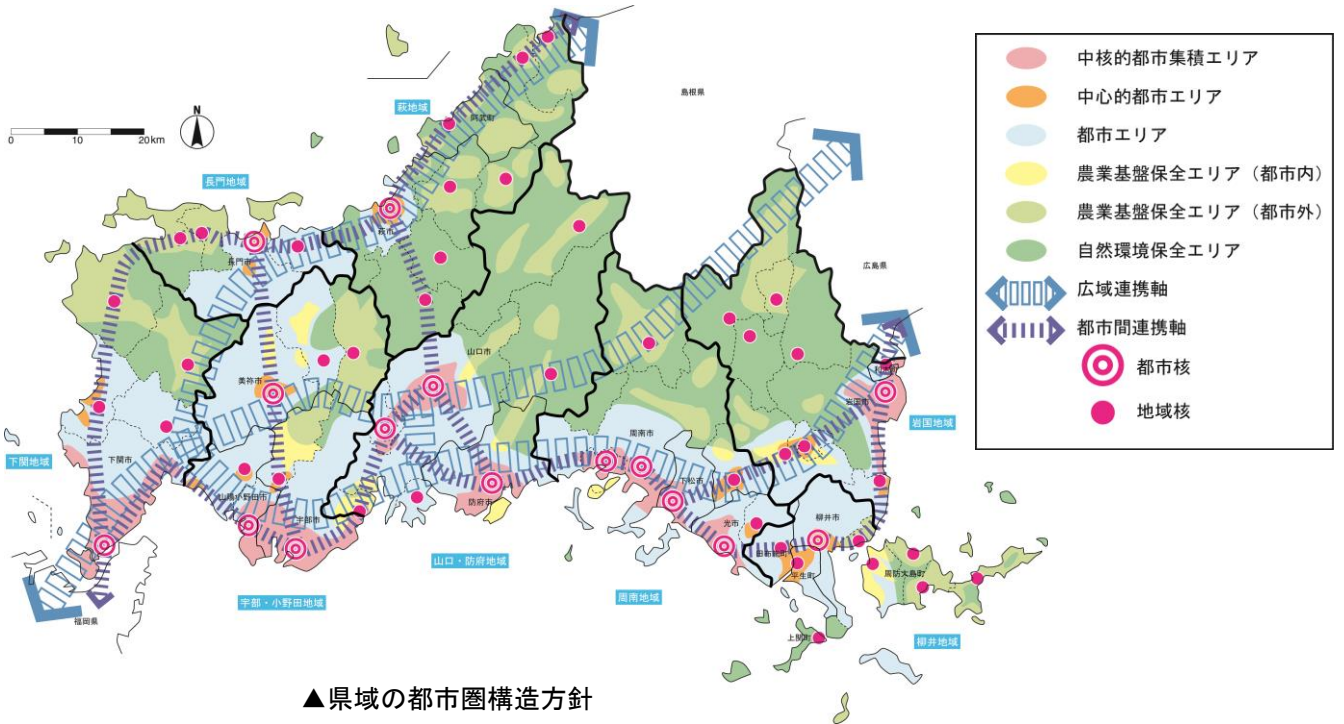 中核的都市集積エリア
中心的都市エリア
都市エリア
農業基盤保全エリア（都市内）
農業基盤保全エリア（都市外）
自然環境保全エリア
広域連携軸
都市間連携軸
都市核
地域核
N
0 10 20km
島根県
萩地域
阿武町
長門地域
萩市
長門市
広島県
山口市
美祢市
和木町
岩国市
岩国地域
周南市
下関地域
下関市
下松市
山陽小野田市
防府市
宇部市
光市
柳井市
田布施町
周防大島町
平生町
山口・防府地域
周南地域
宇部・小野田地域
福岡県
上関町
柳井地域
▲県域の都市圏構造方針